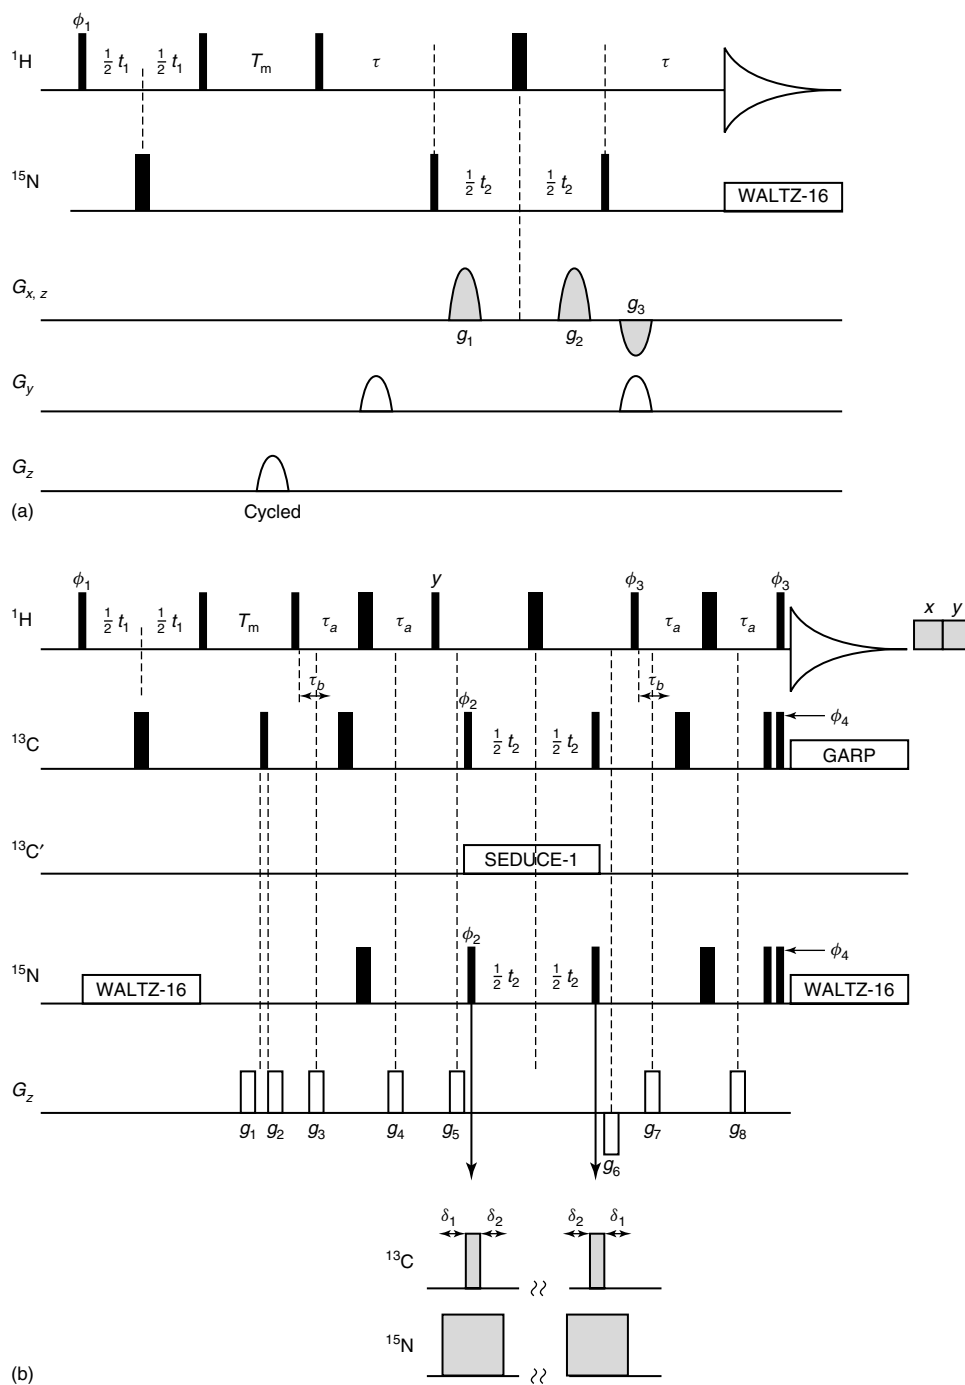 ϕ1
1H ½ t1 ½ t1 Tm τ τ
15N ½ t2 ½ t2 WALTZ-16
Gx, z
g1 g2 g3
Gy
Gz
Cycled
(a)
ϕ1 y ϕ3 ϕ3
1H ½ t1 ½ t1 Tm τa τa τa τa x y
τb τb
ϕ2 ϕ4
13C ½ t2 ½ t2 GARP
13C′ SEDUCE-1
ϕ2 ϕ4
15N WALTZ-16 ½ t2 ½ t2 WALTZ-16
Gz
g1 g2 g3 g4 g5 g6 g7 g8
δ1 δ2 δ2 δ1
13C
15N
(b)